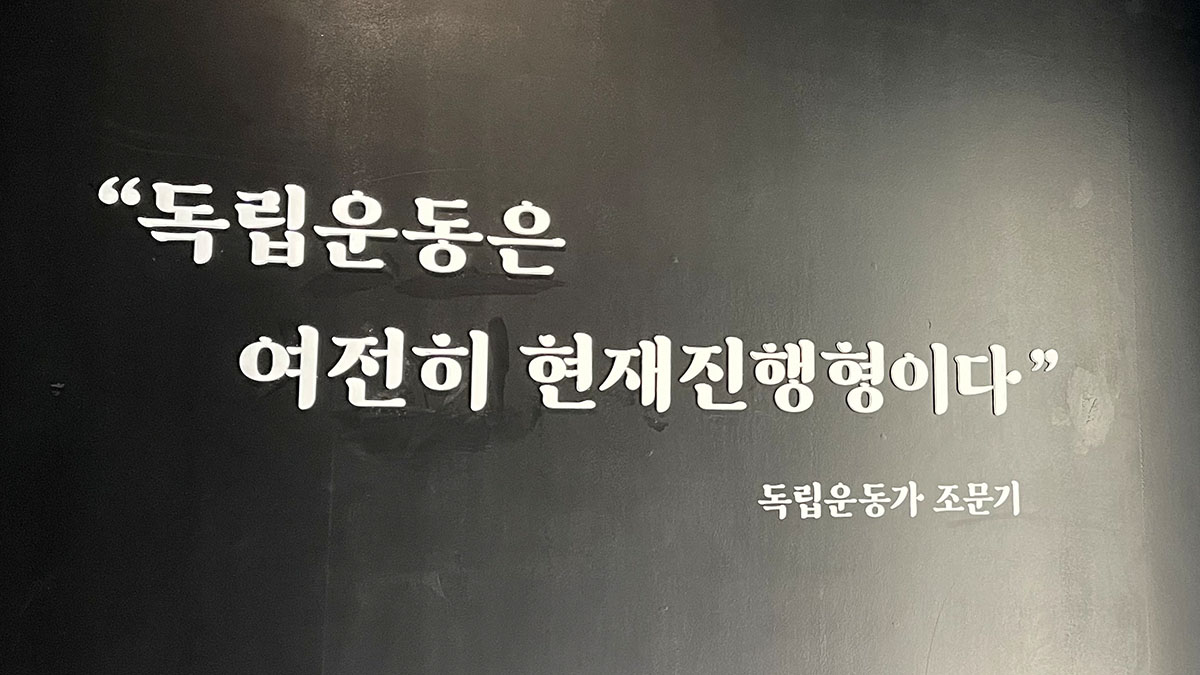 “독립운동은
여전히 현재진행형이다”
독립운동가 조문기